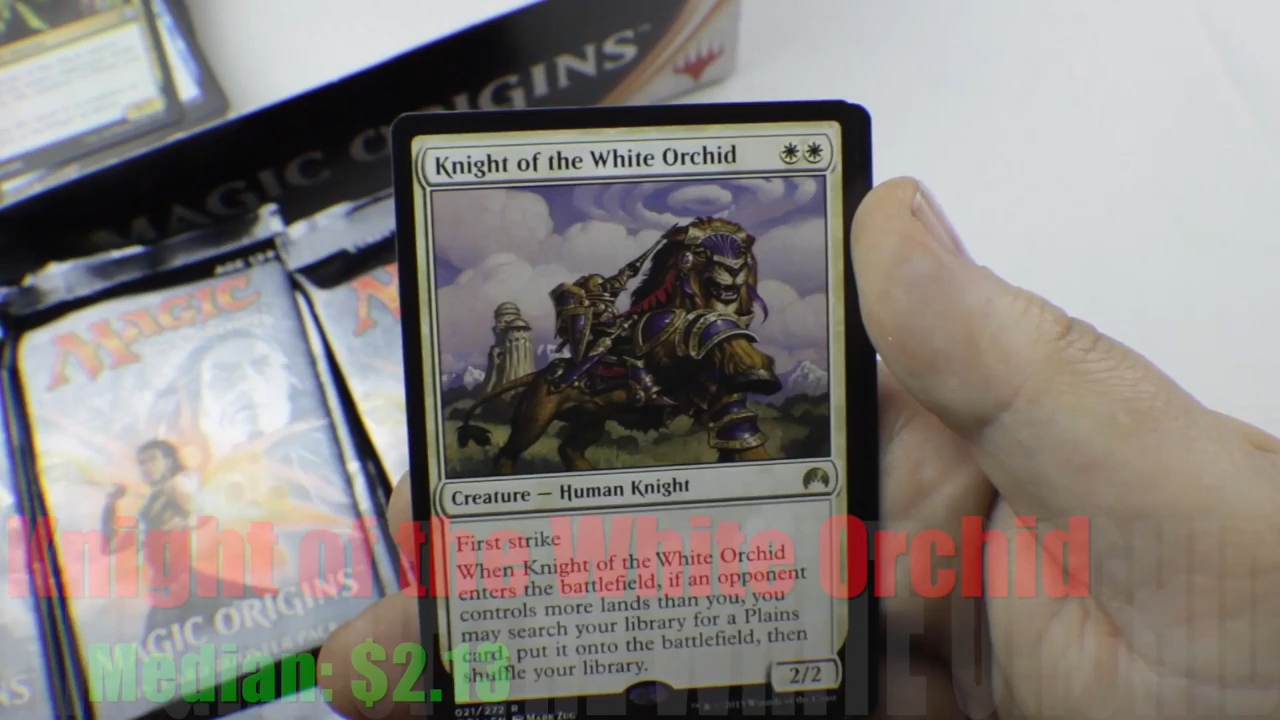 MAGIC ORIGINS
Knight of the White Orchid
MAGIC
AGIC ORIGINS
Creature — Human Knight
First strike
When Knight of the White Orchid
enters the battlefield, if an opponent
controls more lands than you, you
may search your library for a Plains
card, put it onto the battlefield, then
shuffle your library.
2/2
021/272 R
Knight of the White Orchid
Median: $2.13